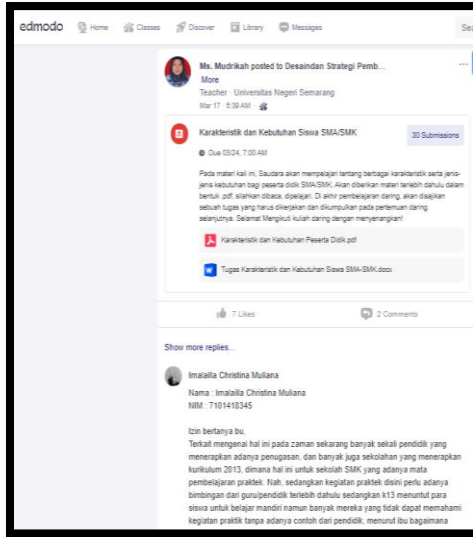 edmodo
Home
Classes
Discover
Library
Messages
Sea
Ms. Mudrikah posted to Desaindan Strategi Pemb...
More
Teacher · Universitas Negeri Semarang
Mar 17 · 5:39 AM ·
Karakteristik dan Kebutuhan Siswa SMA/SMK
30 Submissions
Due 03/24, 7:00 AM
Pada materi kali ini, Saudara akan mempelajari tentang berbagai karakteristik serta jenis-
jenis kebutuhan bagi peserta didik SMA/SMK. Akan diberikan materi terlebih dahulu dalam
bentuk .pdf, silahkan dibaca, dipelajari. Di akhir pembelajaran daring, akan disajikan
sebuah tugas yang harus dikerjakan dan dikumpulkan pada pertemuan daring
selanjutnya. Selamat Mengikuti kuliah daring dengan menyenangkan!
Karakteristik dan Kebutuhan Peserta Didik.pdf
Tugas Karakteristik dan Kebutuhan Siswa SMA-SMK.docx
7 Likes
2 Comments
Show more replies...
Imalailla Christina Muliana
Nama : Imalailla Christina Muliana
NIM : 7101418345
Izin bertanya bu,
Terkait mengenai hal ini pada zaman sekarang banyak sekali pendidik yang
menerapkan adanya penugasan, dan banyak juga sekolahan yang menerapkan
kurikulum 2013, dimana hal ini untuk sekolah SMK yang adanya mata
pembelajaran praktek. Nah, sedangkan kegiatan praktek disini perlu adanya
bimbingan dari guru/pendidik terlebih dahulu sedangkan k13 menuntut para
siswa untuk belajar mandiri namun banyak mereka yang tidak dapat memahami
kegiatan praktik tanpa adanya contoh dari pendidik, menurut ibu bagaimana